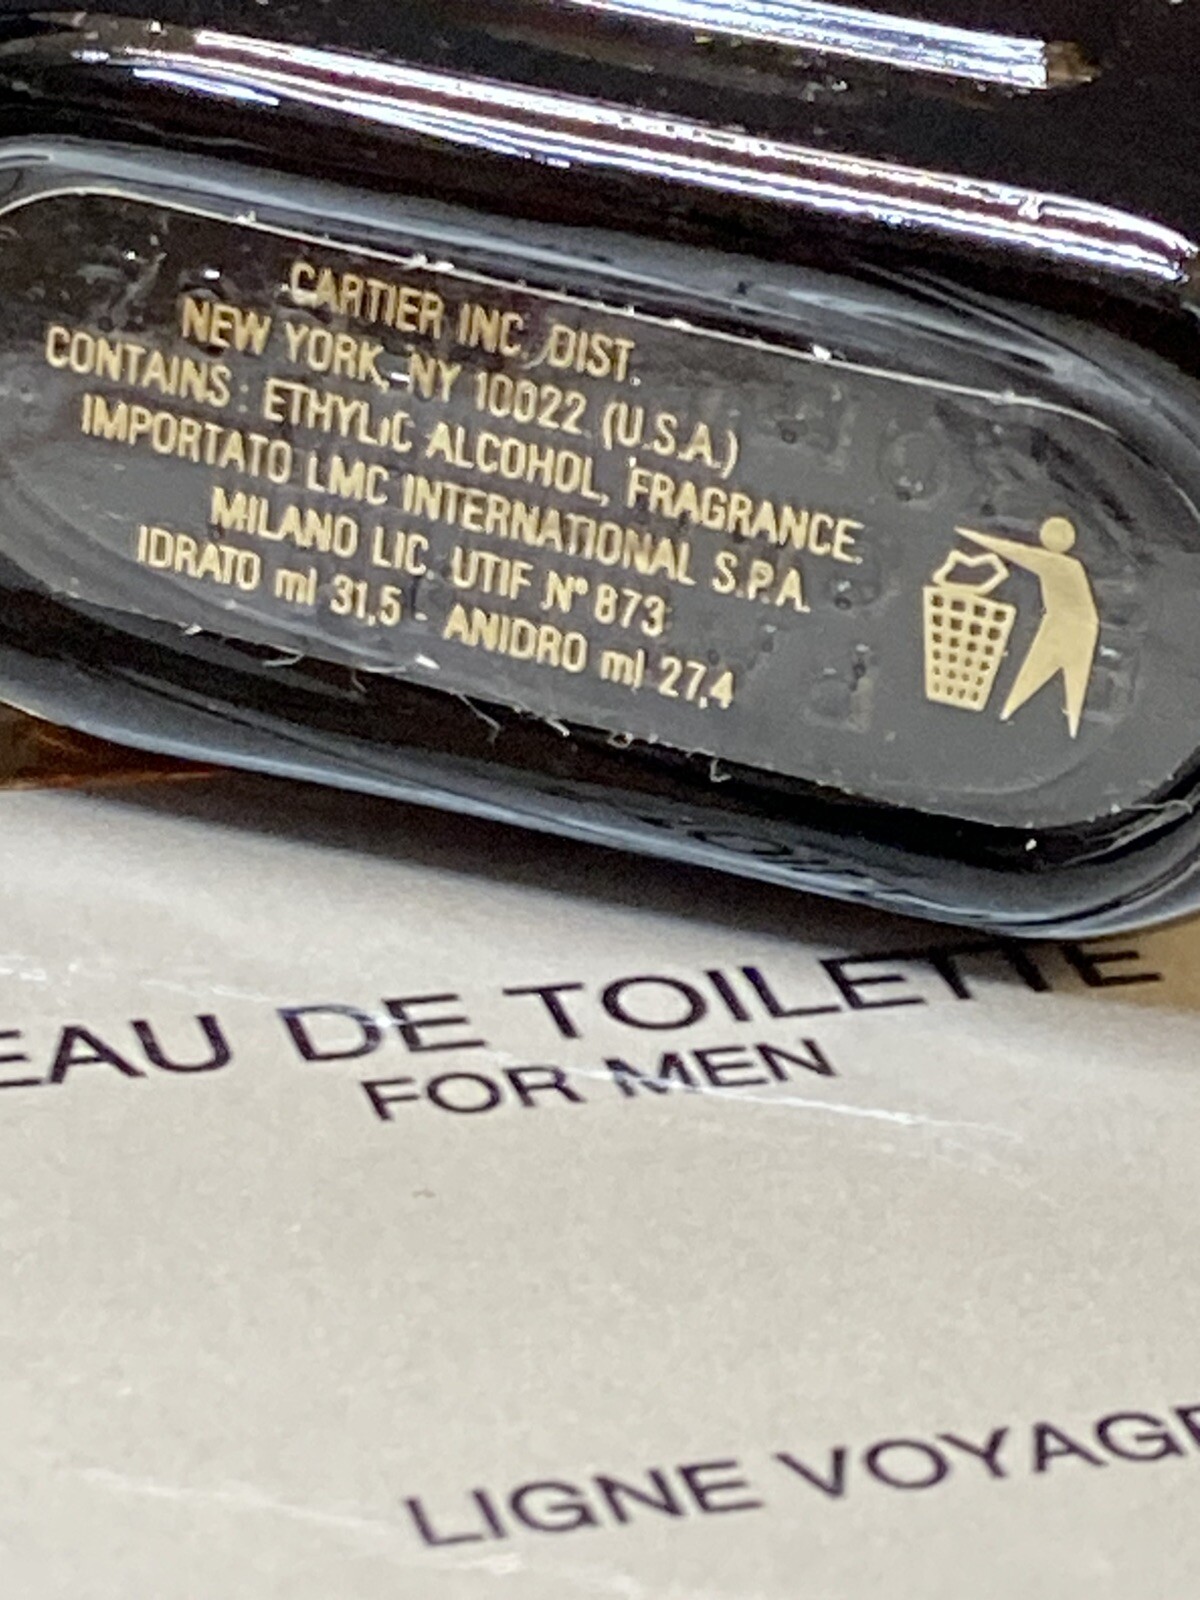 CARTIER INC. DIST.
NEW YORK, NY 10022 (U.S.A.)
CONTAINS : ETHYLIC ALCOHOL, FRAGRANCE.
IMPORTATO LMC INTERNATIONAL S.P.A.
MILANO LIC. UTIF N° 873
IDRATO ml 31,5 - ANIDRO ml 27,4
EAU DE TOILETTE
FOR MEN
LIGNE VOYAGE